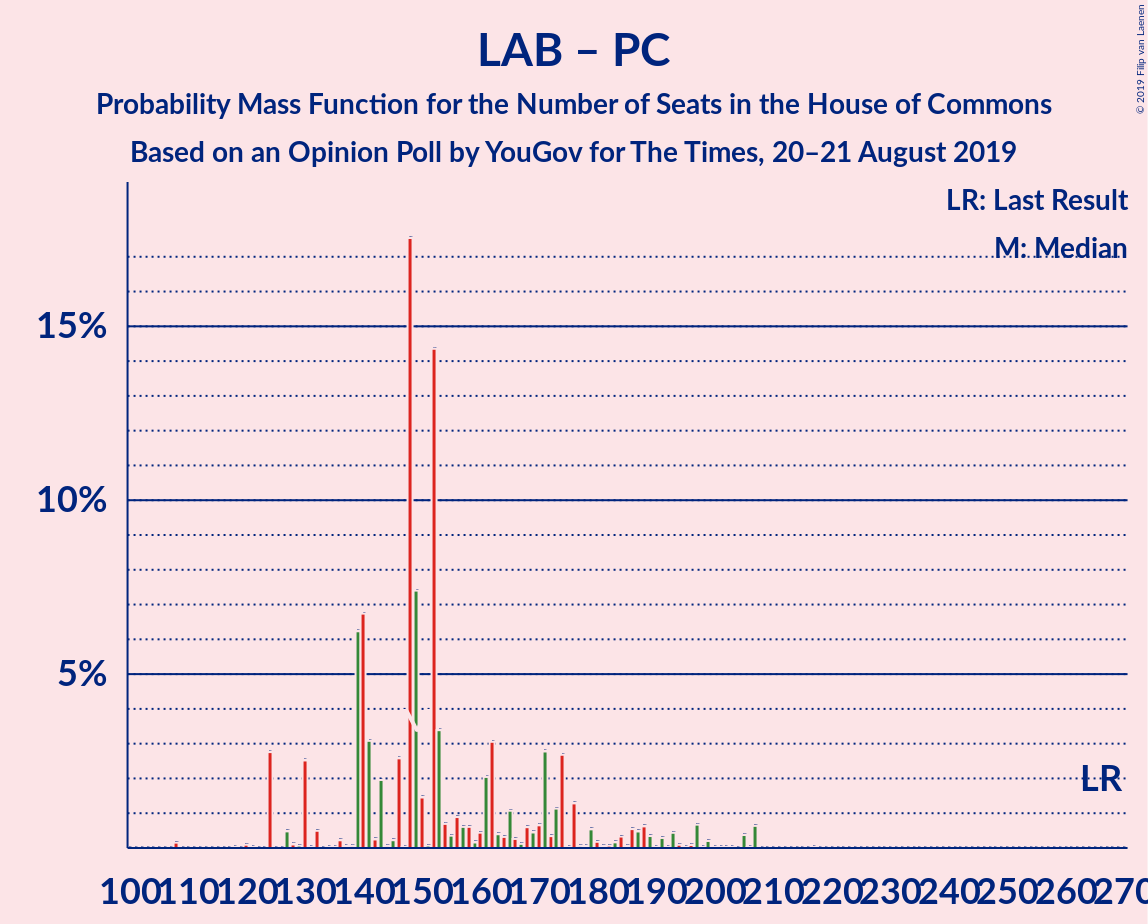 LAB – PC
Probability Mass Function for the Number of Seats in the House of Commons
Based on an Opinion Poll by YouGov for The Times, 20–21 August 2019
© 2019 Filip van Laenen
LR: Last Result
M: Median
15%
10%
5%
LR
100 110 120 130 140 150 160 170 180 190 200 210 220 230 240 250 260 270